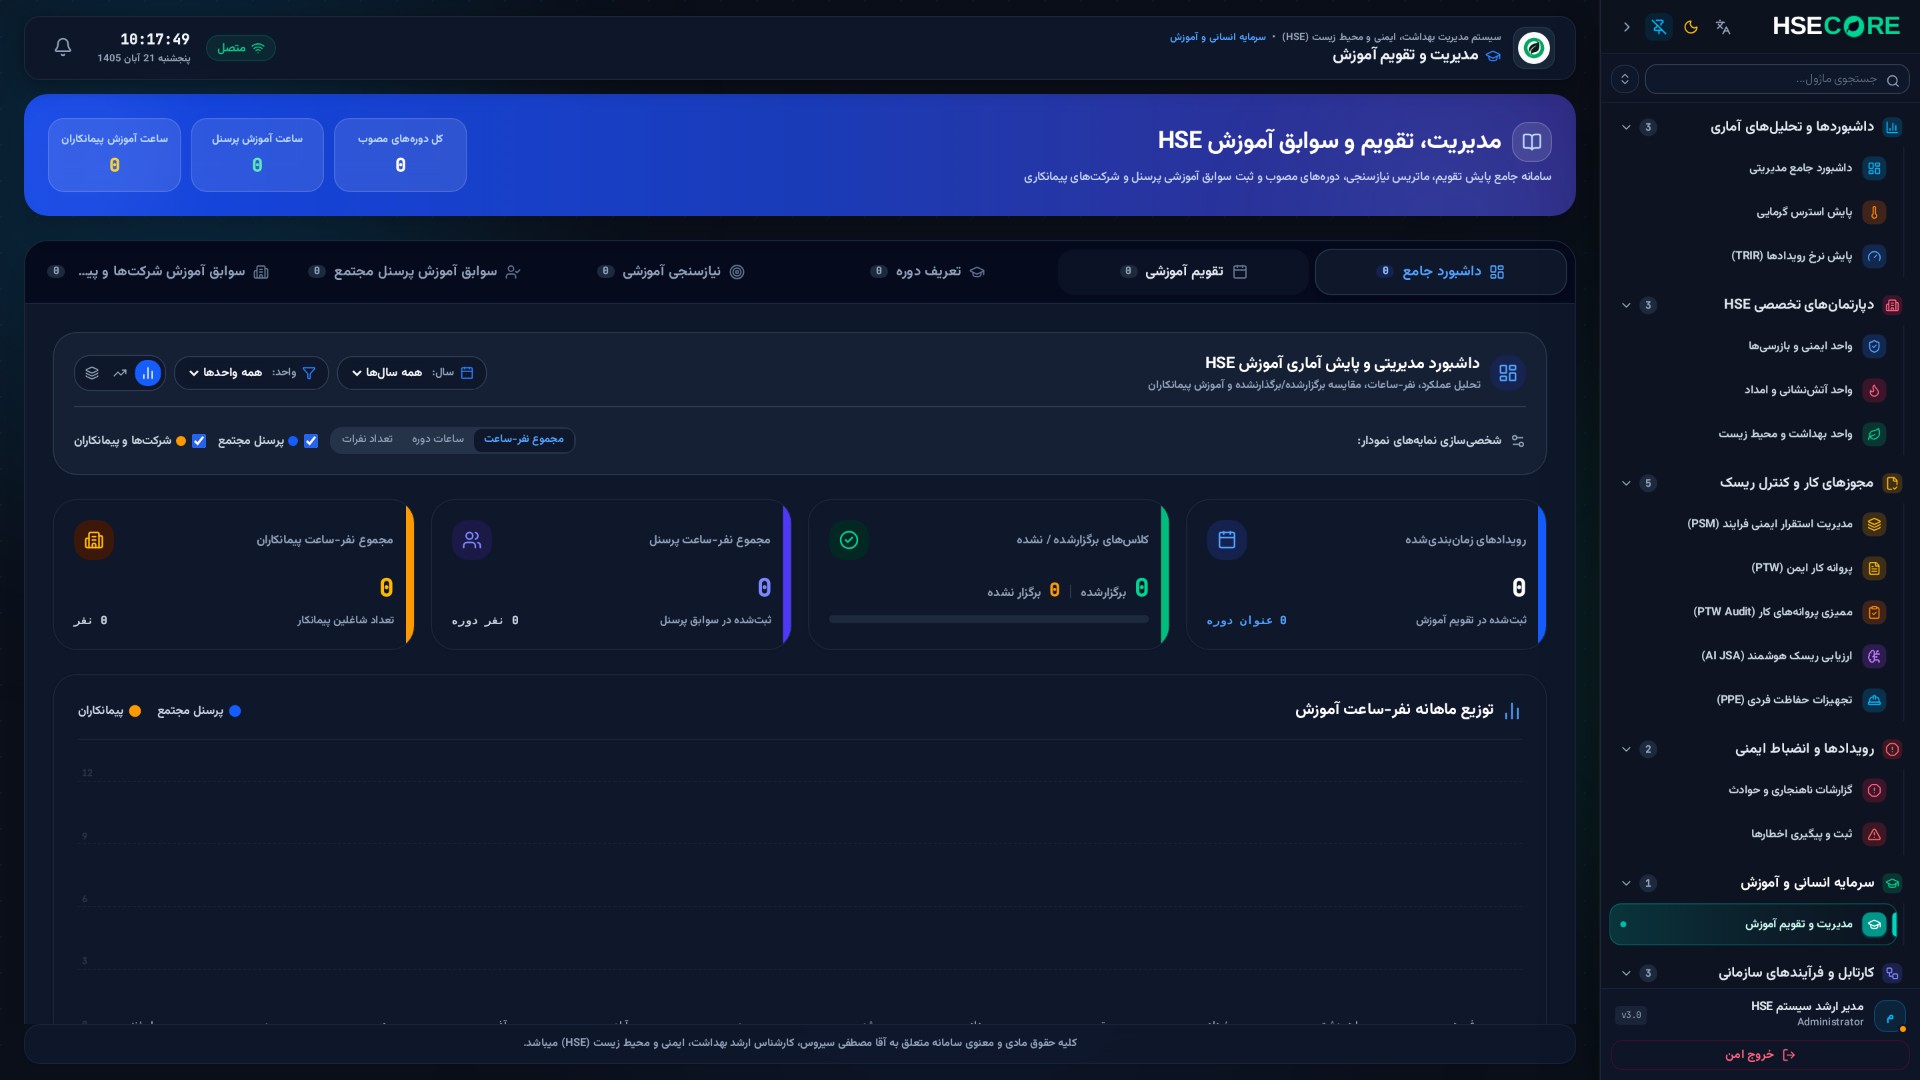 HSECORE
جستجوی ماژول...
داشبوردها و تحلیل‌های آماری 3
داشبورد جامع مدیریتی
پایش استرس گرمایی
پایش نرخ رویدادها (TRIR)
دپارتمان‌های تخصصی HSE 3
واحد ایمنی و بازرسی‌ها
واحد آتش‌نشانی و امداد
واحد بهداشت و محیط زیست
مجوزهای کار و کنترل ریسک 5
مدیریت استقرار ایمنی فرایند (PSM)
پروانه کار ایمن (PTW)
ممیزی پروانه‌های کار (PTW Audit)
ارزیابی ریسک هوشمند (AI JSA)
تجهیزات حفاظت فردی (PPE)
رویدادها و انضباط ایمنی 2
گزارشات ناهنجاری و حوادث
ثبت و پیگیری اخطارها
سرمایه انسانی و آموزش 1
مدیریت و تقویم آموزش
کارتابل و فرآیندهای سازمانی 3
م
مدیر ارشد سیستم HSE
Administrator
v3.0
خروج امن
سیستم مدیریت بهداشت، ایمنی و محیط زیست (HSE) • سرمایه انسانی و آموزش
مدیریت و تقویم آموزش
متصل
10:17:49
پنجشنبه 21 آبان 1405
مدیریت، تقویم و سوابق آموزش HSE
سامانه جامع پایش تقویم، ماتریس نیازسنجی، دوره‌های مصوب و ثبت سوابق آموزشی پرسنل و شرکت‌های پیمانکاری
کل دوره‌های مصوب
0
ساعت آموزش پرسنل
0
ساعت آموزش پیمانکاران
0
داشبورد جامع 0
تقویم آموزشی 0
تعریف دوره 0
نیازسنجی آموزشی 0
سوابق آموزش پرسنل مجتمع 0
سوابق آموزش شرکت‌ها و پیـ... 0
داشبورد مدیریتی و پایش آماری آموزش HSE
تحلیل عملکرد، نفر-ساعات، مقایسه برگزارشده/برگذارنشده و آموزش پیمانکاران
سال: همه سال‌ها
واحد: همه واحدها
شخصی‌سازی نمایه‌های نمودار:
مجموع نفر-ساعت
ساعات دوره
تعداد نفرات
پرسنل مجتمع
شرکت‌ها و پیمانکاران
رویدادهای زمان‌بندی‌شده
0
ثبت‌شده در تقویم آموزش
0 عنوان دوره
کلاس‌های برگزارشده / نشده
0 برگزارشده
0 برگزار نشده
مجموع نفر-ساعت پرسنل
0
ثبت‌شده در سوابق پرسنل
0 نفر دوره
مجموع نفر-ساعت پیمانکاران
0
تعداد شاغلین پیمانکار
0 نفر
توزیع ماهانه نفر-ساعت آموزش
پرسنل مجتمع
پیمانکاران
12
9
6
3
کلیه حقوق مادی و معنوی سامانه متعلق به آقا مصطفی سیروس، کارشناس ارشد بهداشت، ایمنی و محیط زیست (HSE) میباشد.